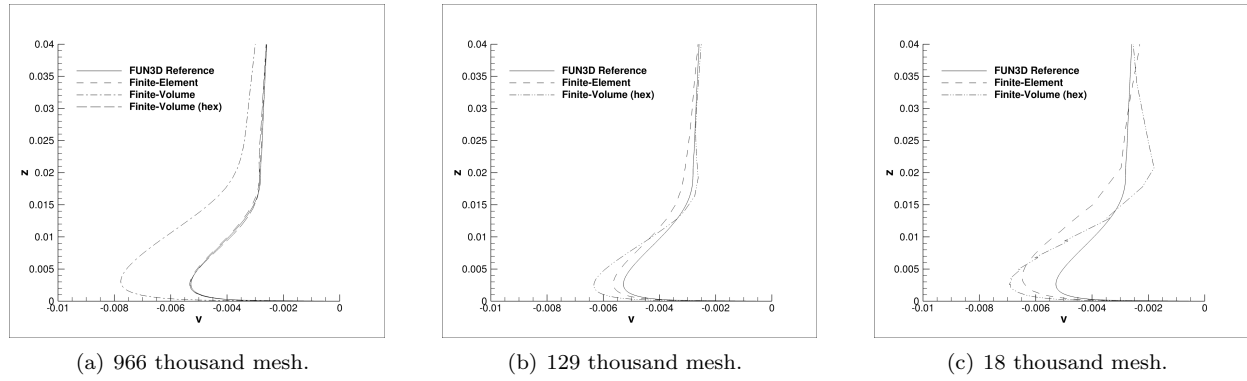 0.04
0.035
0.03
0.025
0.02
0.015
0.01
0.005
0
z
FUN3D Reference
Finite-Element
Finite-Volume
Finite-Volume (hex)
-0.01 -0.008 -0.006 -0.004 -0.002 0
v
(a) 966 thousand mesh.
0.04
0.035
0.03
0.025
0.02
0.015
0.01
0.005
0
z
FUN3D Reference
Finite-Element
Finite-Volume (hex)
-0.01 -0.008 -0.006 -0.004 -0.002 0
v
(b) 129 thousand mesh.
0.04
0.035
0.03
0.025
0.02
0.015
0.01
0.005
0
z
FUN3D Reference
Finite-Element
Finite-Volume (hex)
-0.01 -0.008 -0.006 -0.004 -0.002 0
v
(c) 18 thousand mesh.